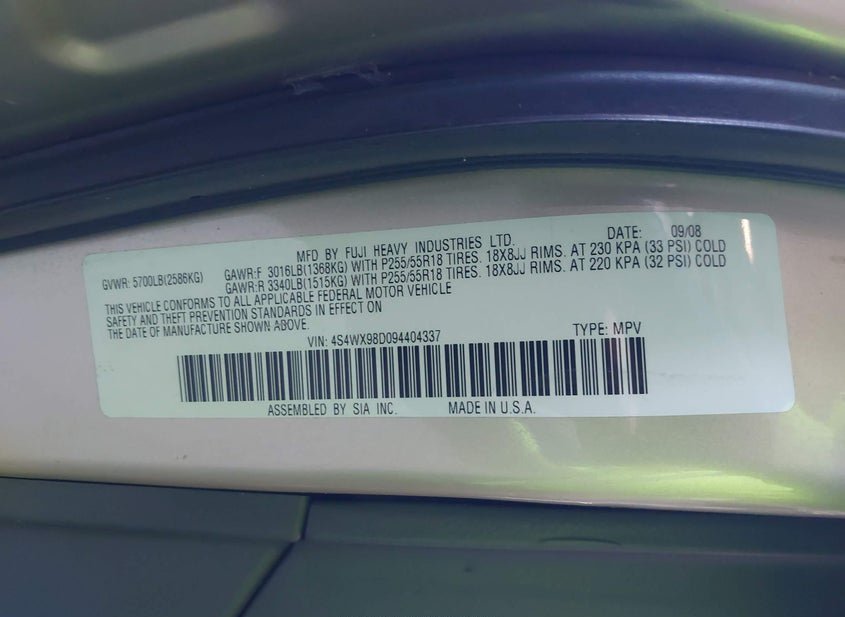 MFD BY FUJI HEAVY INDUSTRIES LTD. DATE: 09/08
GVWR: 5700LB(2586KG) GAWR:F 3016LB(1368KG) WITH P255/55R18 TIRES. 18X8JJ RIMS. AT 230 KPA (33 PSI) COLD
GAWR:R 3340LB(1515KG) WITH P255/55R18 TIRES. 18X8JJ RIMS. AT 220 KPA (32 PSI) COLD
THIS VEHICLE CONFORMS TO ALL APPLICABLE FEDERAL MOTOR VEHICLE
SAFETY AND THEFT PREVENTION STANDARDS IN EFFECT ON
THE DATE OF MANUFACTURE SHOWN ABOVE.
VIN: 4S4WX98D094404337 TYPE: MPV
ASSEMBLED BY SIA INC. MADE IN U.S.A.